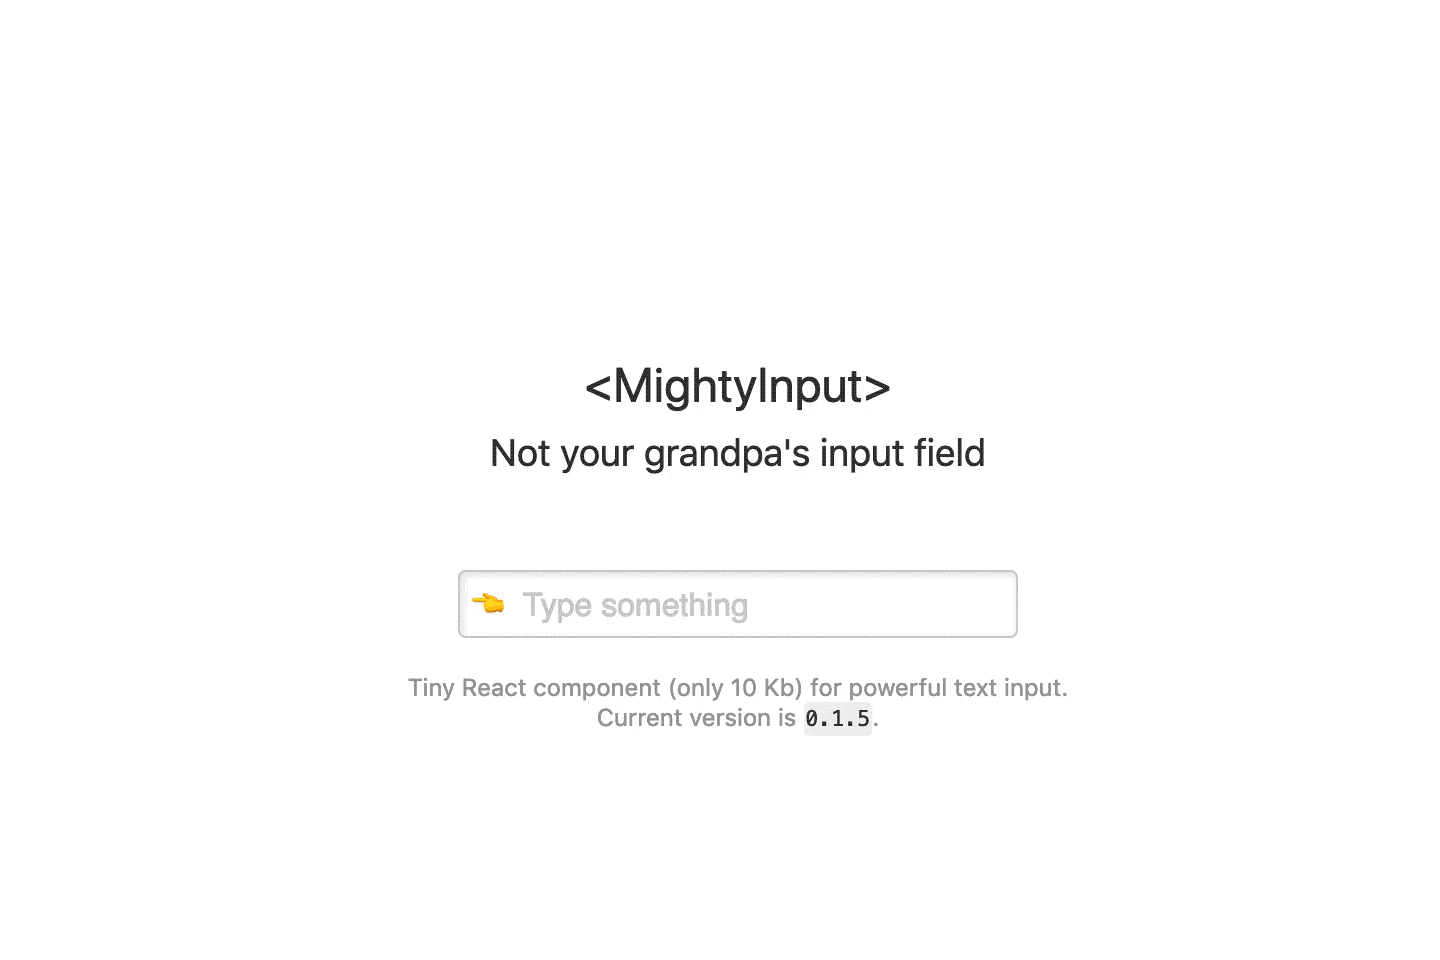 <MightyInput>
Not your grandpa's input field
👈 Type something
Tiny React component (only 10 Kb) for powerful text input.
Current version is 0.1.5.